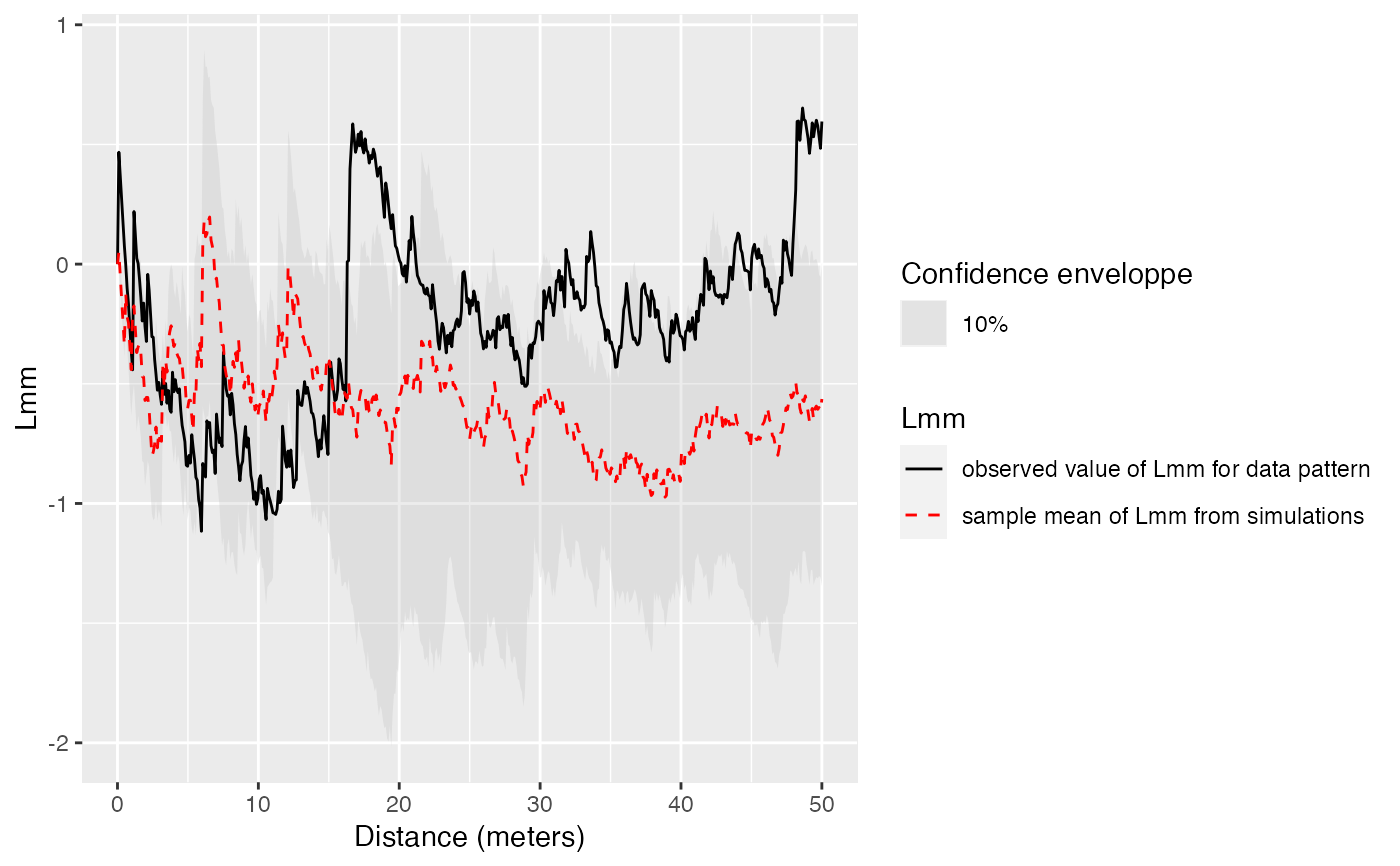 1
0
-1
-2
Lmm
0 10 20 30 40 50
Distance (meters)
Confidence enveloppe
10%
Lmm
observed value of Lmm for data pattern
sample mean of Lmm from simulations